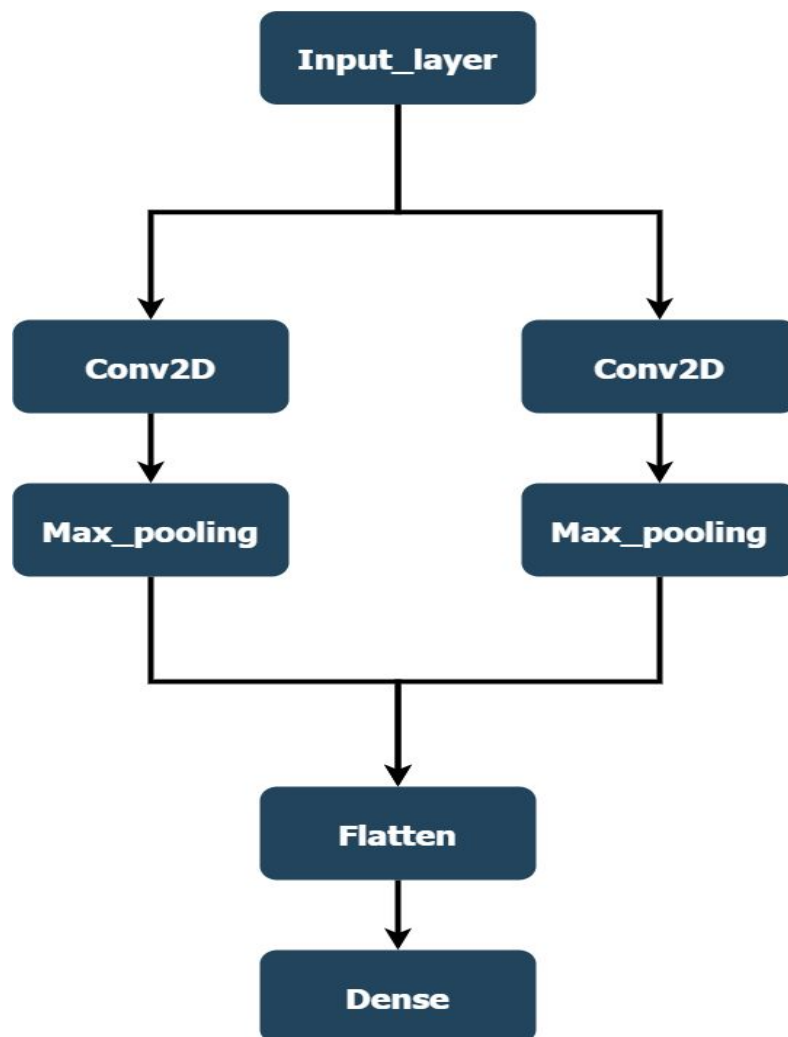 Input_layer
Conv2D
Conv2D
Max_pooling
Max_pooling
Flatten
Dense